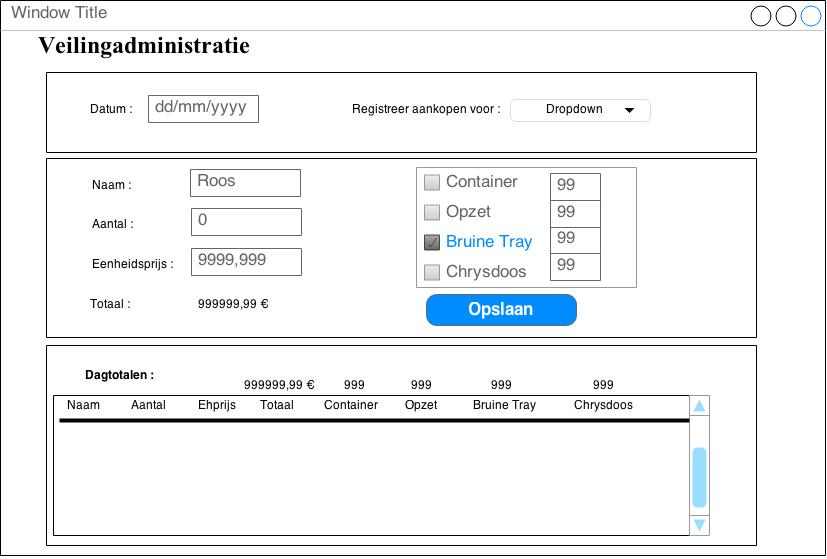 Window Title
Veilingadministratie
Datum : dd/mm/yyyy Registreer aankopen voor : Dropdown
Naam : Roos
Aantal : 0
Eenheidsprijs : 9999,999
Totaal : 999999,99 €
Container 99
Opzet 99
Bruine Tray 99
Chrysdoos 99
Opslaan
Dagtotalen :
999999,99 € 999 999 999 999
Naam Aantal Ehprijs Totaal Container Opzet Bruine Tray Chrysdoos